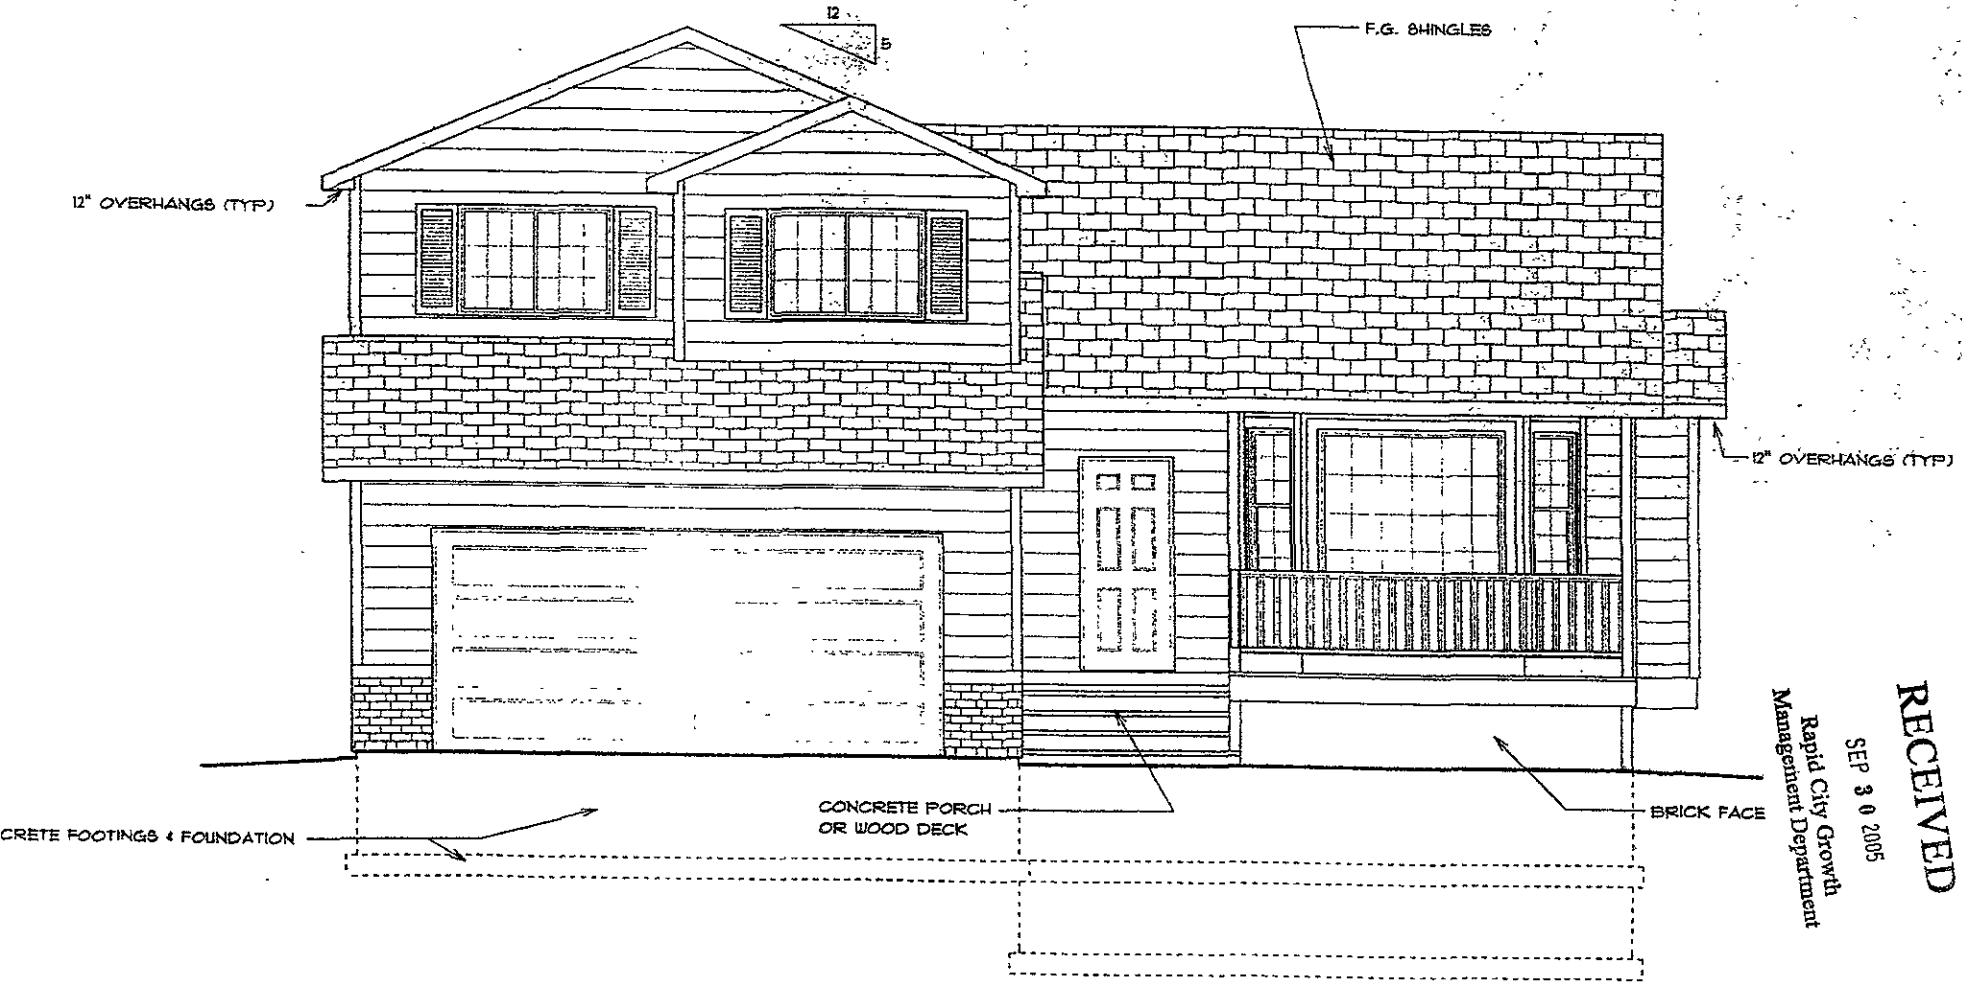 12
5
F.G. SHINGLES
12" OVERHANGS (TYP)
12" OVERHANGS (TYP)
CONCRETE PORCH
OR WOOD DECK
BRICK FACE
CRETE FOOTINGS & FOUNDATION
RECEIVED
SEP 30 2005
Rapid City Growth
Management Department